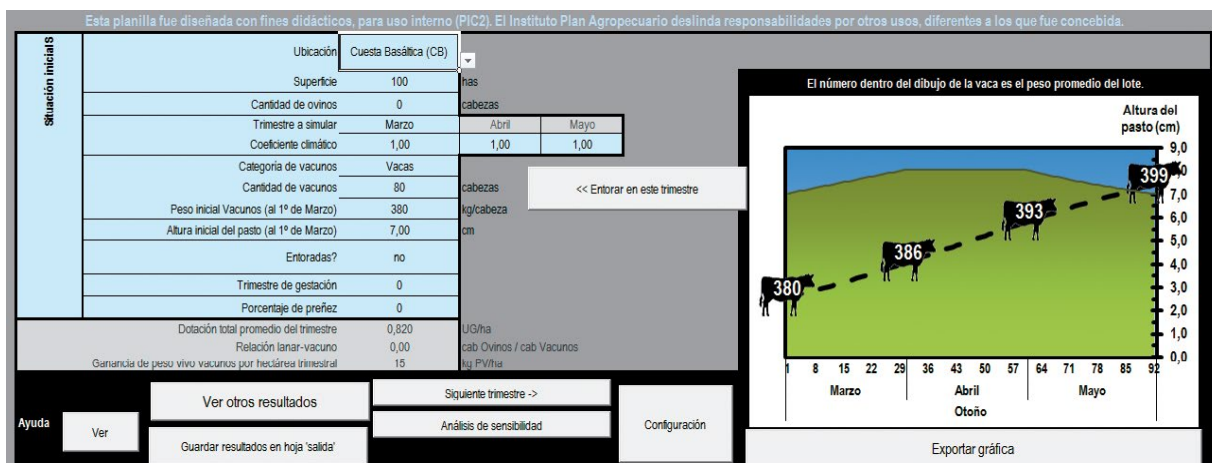 Esta planilla fue diseñada con fines didácticos, para uso interno (PIC2). El Instituto Plan Agropecuario deslinda responsabilidades por otros usos, diferentes a los que fue concebida.
Situación inicialS
Ubicación Cuesta Basáltica (CB)
Superficie 100 has
Cantidad de ovinos 0 cabezas
Trimestre a simular Marzo Abril Mayo
Coeficiente climático 1,00 1,00 1,00
Categoría de vacunos Vacas
Cantidad de vacunos 80 cabezas
<< Entorar en este trimestre
Peso inicial Vacunos (al 1º de Marzo) 380 kg/cabeza
Altura inicial del pasto (al 1º de Marzo) 7,00 cm
Entoradas? no
Trimestre de gestación 0
Porcentaje de preñez 0
Dotación total promedio del trimestre 0,820 UG/ha
Relación lanar-vacuno 0,00 cab Ovinos / cab Vacunos
Ganancia de peso vivo vacunos por hectárea trimestral 15 kg PV/ha
Ayuda
Ver
Ver otros resultados
Guardar resultados en hoja 'salida'
Siguiente trimestre ->
Análisis de sensibilidad
Configuración
El número dentro del dibujo de la vaca es el peso promedio del lote.
Altura del
pasto (cm)
9,0
8,0
7,0
6,0
5,0
4,0
3,0
2,0
1,0
0,0
380
386
393
399
1 8 15 22 29 36 43 50 57 64 71 78 85 92
Marzo Abril Mayo
Otoño
Exportar gráfica